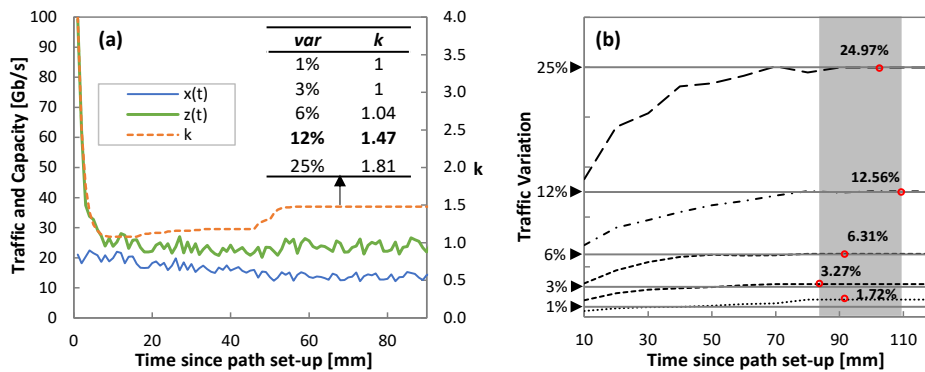 (a)
Traffic and Capacity [Gb/s]
100
90
80
70
60
50
40
30
20
10
0
x(t)
z(t)
k
var k
1% 1
3% 1
6% 1.04
12% 1.47
25% 1.81
4.0
3.5
3.0
2.5
2.0
1.5
1.0
0.5
0.0
k
0 20 40 60 80
Time since path set-up [mm]
(b)
Traffic Variation
25%
12%
6%
3%
1%
24.97%
12.56%
6.31%
3.27%
1.72%
10 30 50 70 90 110
Time since path set-up [mm]